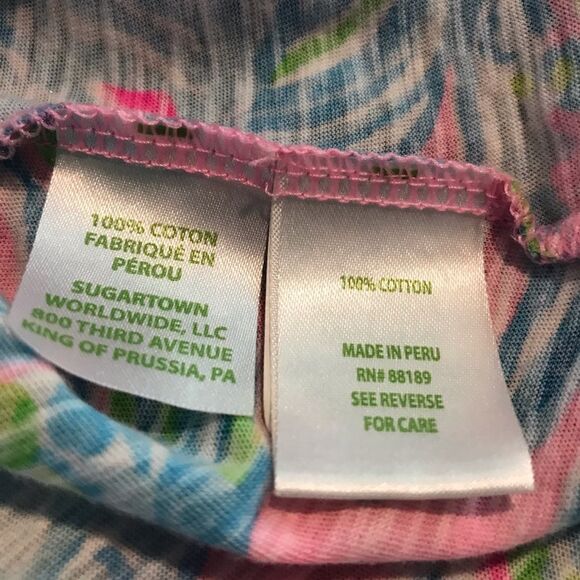 100% COTON
FABRIQUÉ EN
PÉROU
SUGARTOWN
WORLDWIDE, LLC
800 THIRD AVENUE
KING OF PRUSSIA, PA
100% COTTON
MADE IN PERU
RN# 88189
SEE REVERSE
FOR CARE